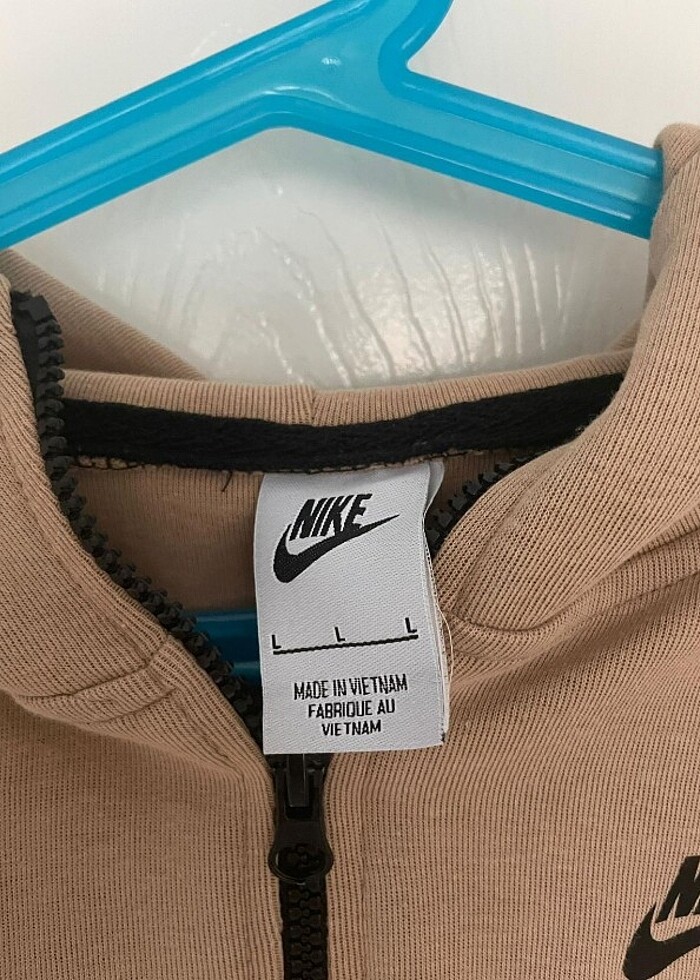 NIKE
L L L
MADE IN VIETNAM
FABRIQUE AU
VIETNAM